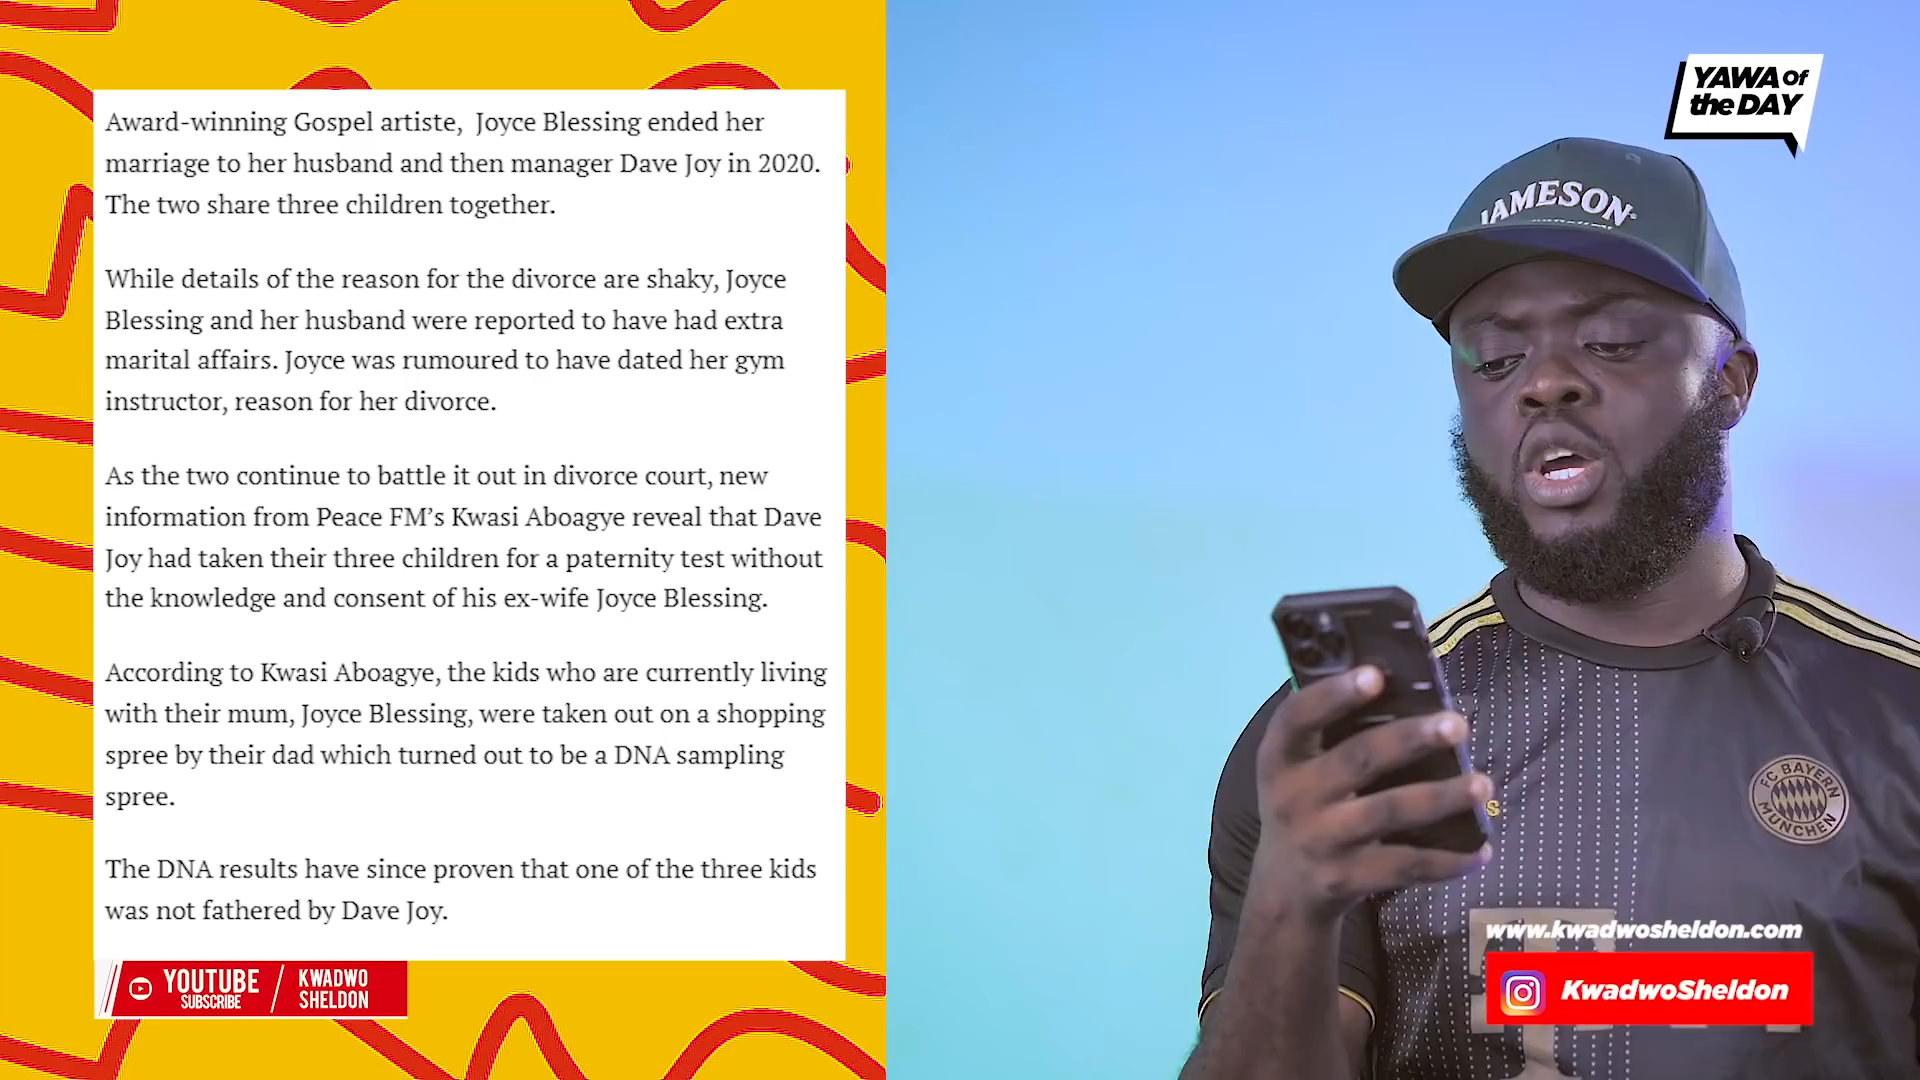 Award-winning Gospel artiste, Joyce Blessing ended her
marriage to her husband and then manager Dave Joy in 2020.
The two share three children together.
While details of the reason for the divorce are shaky, Joyce
Blessing and her husband were reported to have had extra
marital affairs. Joyce was rumoured to have dated her gym
instructor, reason for her divorce.
As the two continue to battle it out in divorce court, new
information from Peace FM's Kwasi Aboagye reveal that Dave
Joy had taken their three children for a paternity test without
the knowledge and consent of his ex-wife Joyce Blessing.
According to Kwasi Aboagye, the kids who are currently living
with their mum, Joyce Blessing, were taken out on a shopping
spree by their dad which turned out to be a DNA sampling
spree.
The DNA results have since proven that one of the three kids
was not fathered by Dave Joy.
YOUTUBE
SUBSCRIBE
KWADWO
SHELDON
YAWA of
the DAY
JAMESON
FC BAYERN
MÜNCHEN
www.kwadwosheldon.com
KwadwoSheldon